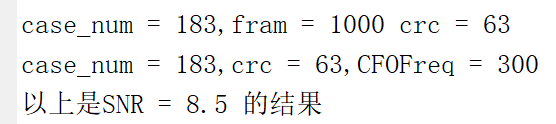 case_num = 183,fram = 1000 crc = 63
case_num = 183,crc = 63,CFOFreq = 300
以上是SNR = 8.5 的结果